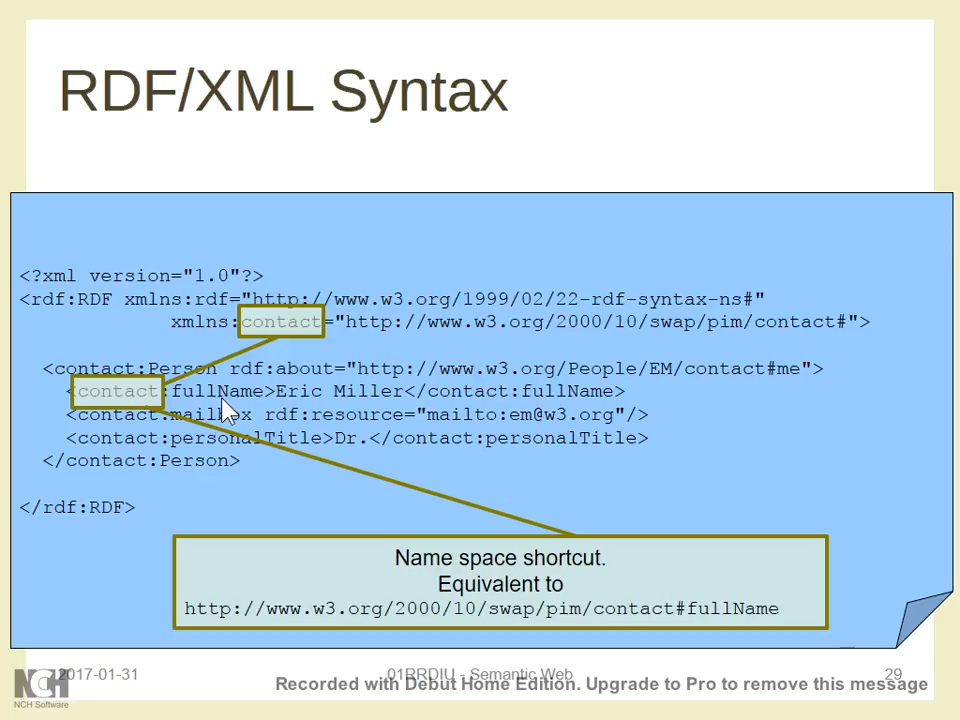 RDF/XML Syntax
<?xml version="1.0"?>
<rdf:RDF xmlns:rdf="http://www.w3.org/1999/02/22-rdf-syntax-ns#"
xmlns:contact="http://www.w3.org/2000/10/swap/pim/contact#">
<contact:Person rdf:about="http://www.w3.org/People/EM/contact#me">
<contact:fullName>Eric Miller</contact:fullName>
<contact:mailbox rdf:resource="mailto:em@w3.org"/>
<contact:personalTitle>Dr.</contact:personalTitle>
</contact:Person>
</rdf:RDF>
Name space shortcut.
Equivalent to
http://www.w3.org/2000/10/swap/pim/contact#fullName
2017-01-31
01RRDIU - Semantic Web
29
NCH
NCH Software
Recorded with Debut Home Edition. Upgrade to Pro to remove this message